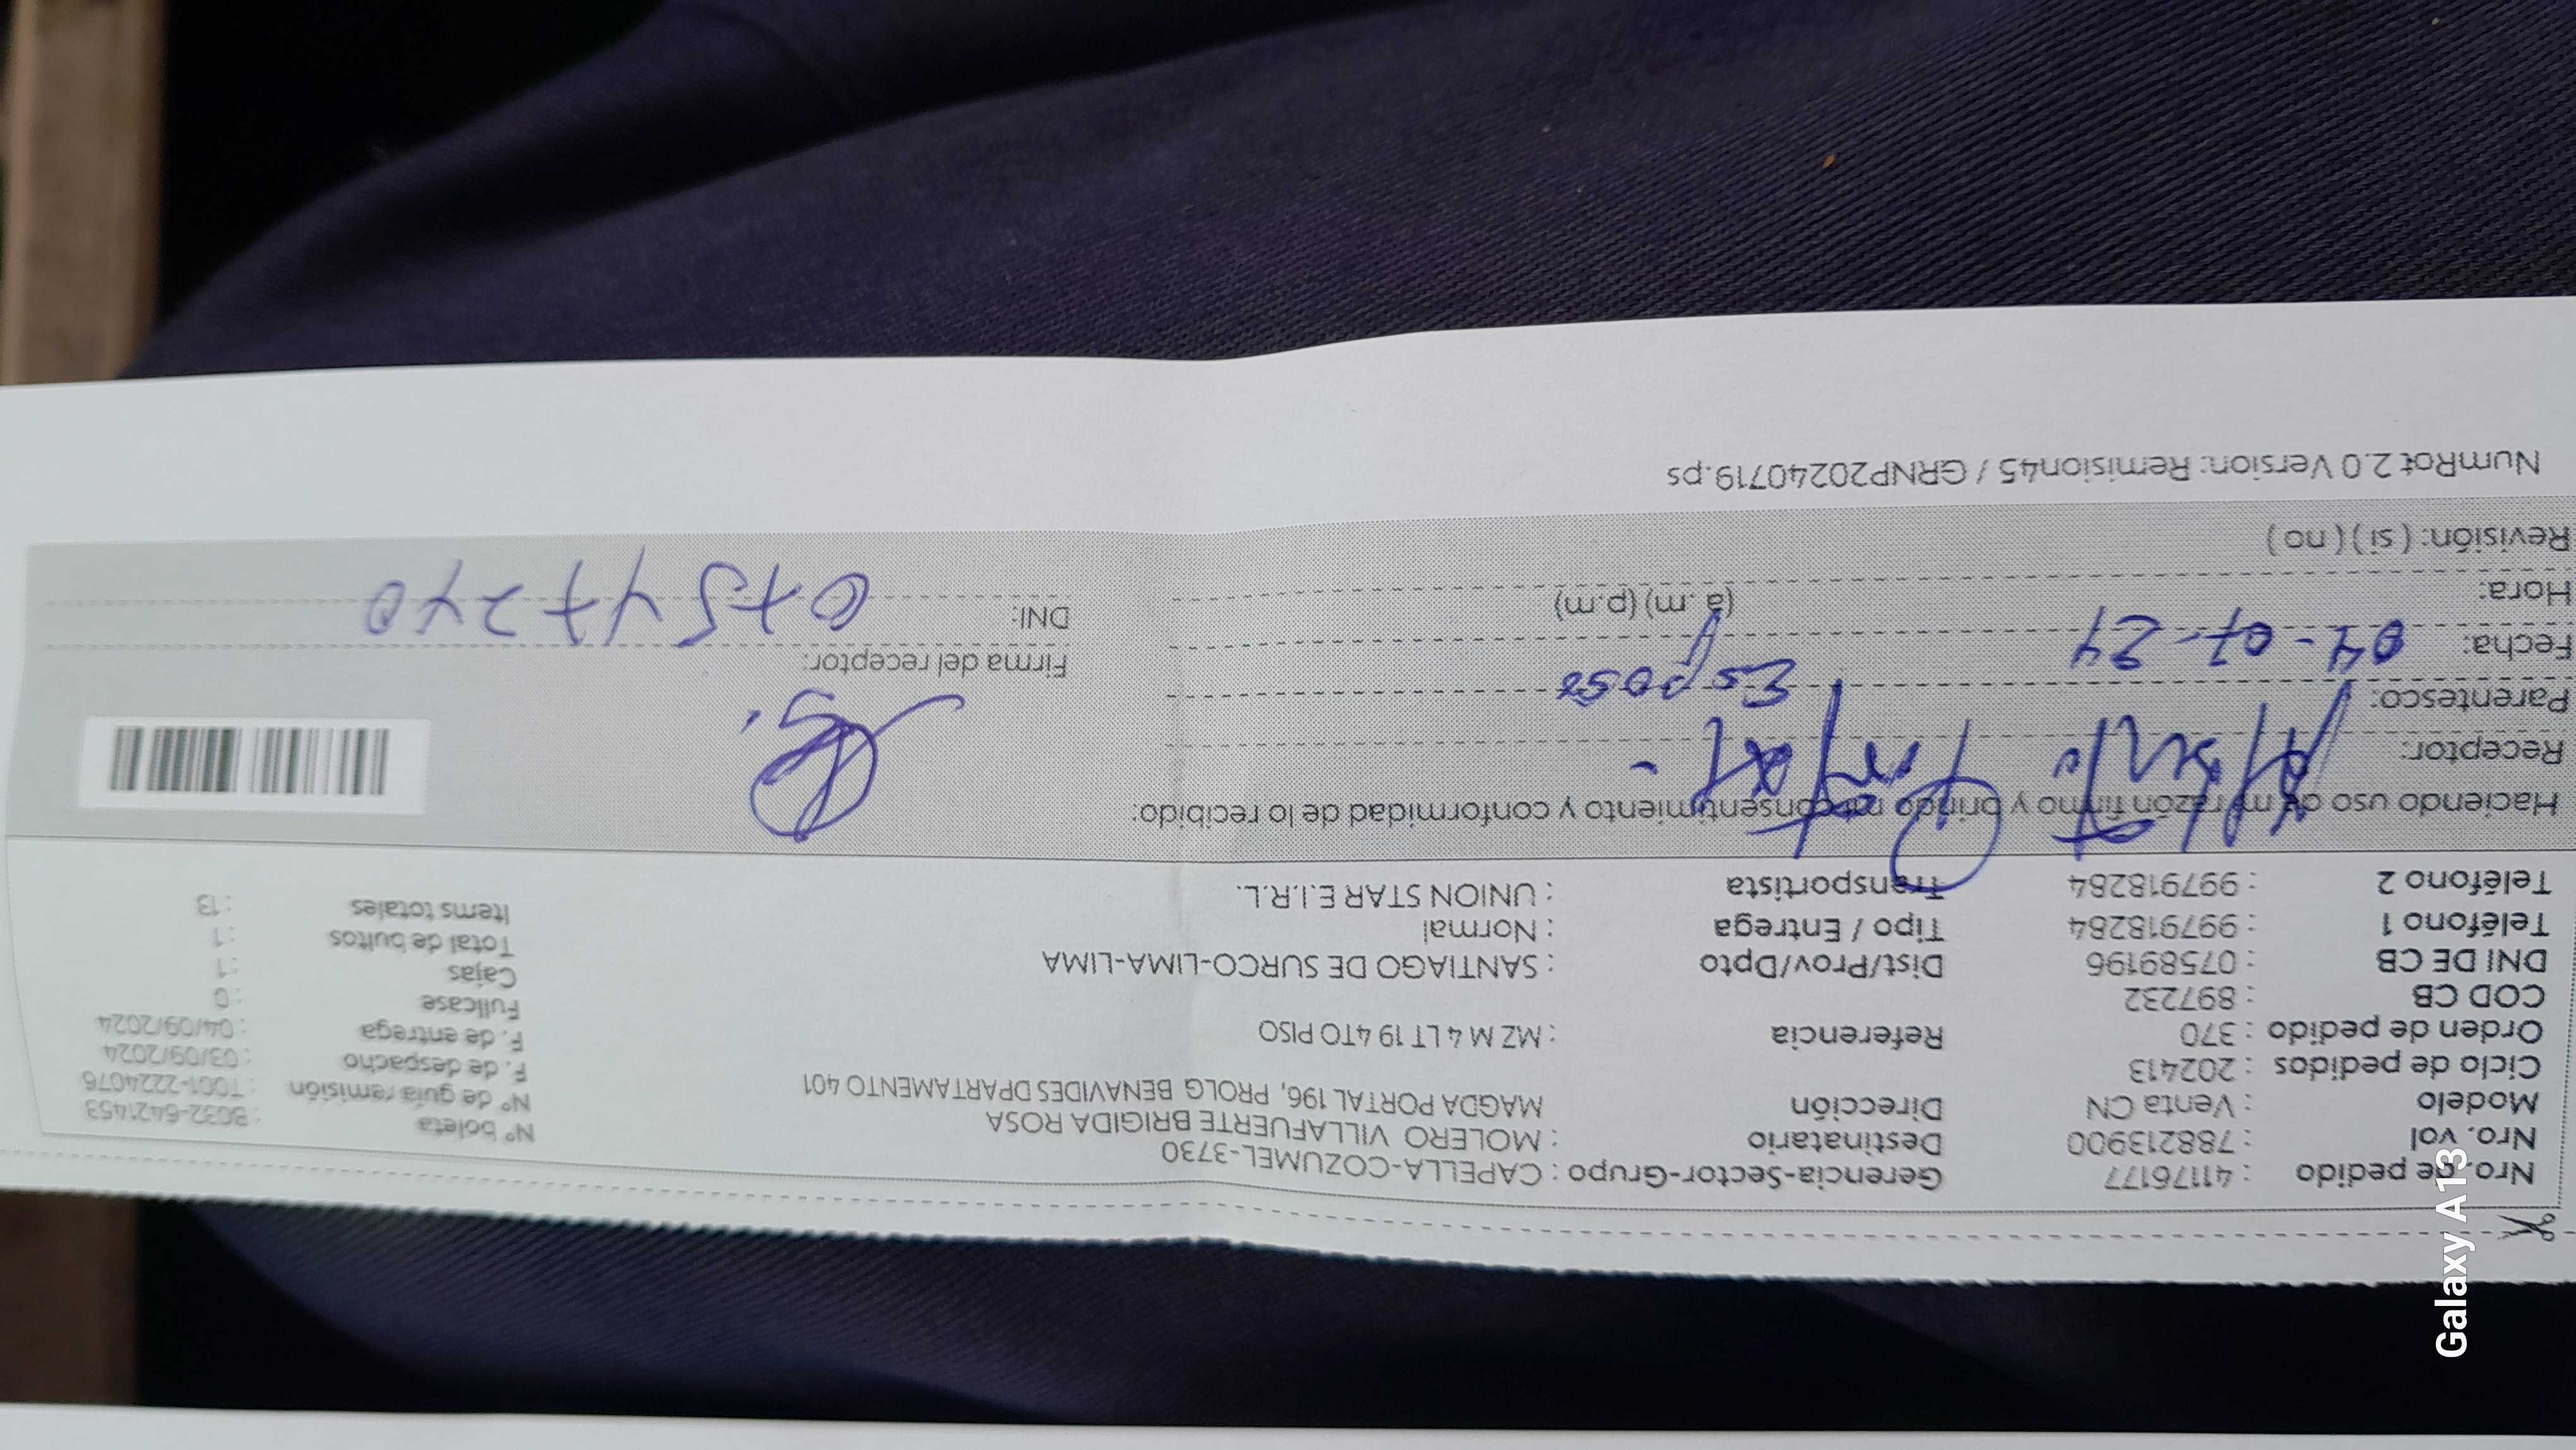 Nro. de pedido : 41176177 Gerencia-Sector-Grupo : CAPELLA-COZUMEL-3730
Nro. vol : 788213900 Destinatario : MOLERO VILLAFUERTE BRIGIDA ROSA Nº boleta : B032-6421453
Modelo : Venta CN Dirección MAGDA PORTAL 196, PROLG BENAVIDES DPARTAMENTO 401 Nº de guía remisión : T001-2224076
Ciclo de pedidos : 202413 F. de despacho : 03/09/2024
Orden de pedido : 370 Referencia : MZ M 4 LT 19 4TO PISO F. de entrega : 04/09/2024
COD CB : 897232 Fullcase : 0
DNI DE CB : 07589196 Dist/Prov/Dpto : SANTIAGO DE SURCO-LIMA-LIMA Cajas : 1
Teléfono 1 : 997918284 Tipo / Entrega : Normal Total de bultos : 1
Teléfono 2 : 997918284 Transportista : UNION STAR E.I.R.L. Items totales : 13
Haciendo uso de mi razón firmo y brindo mi consentimiento y conformidad de lo recibido:
Receptor:
Parentesco: Esposo Firma del receptor:
Fecha: 04-07-24 DNI: 07547240
Hora: (a.m) (p.m)
Revisión: ( si ) ( no )
NumRot 2.0 Version: Remision45 / GRNP20240719.ps
Galaxy A13